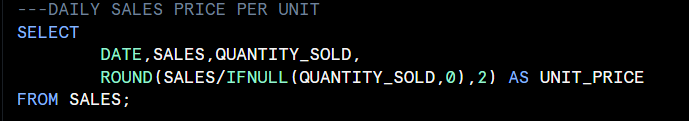 ---DAILY SALES PRICE PER UNIT
SELECT
DATE,SALES,QUANTITY_SOLD,
ROUND(SALES/IFNULL(QUANTITY_SOLD,0),2) AS UNIT_PRICE
FROM SALES;